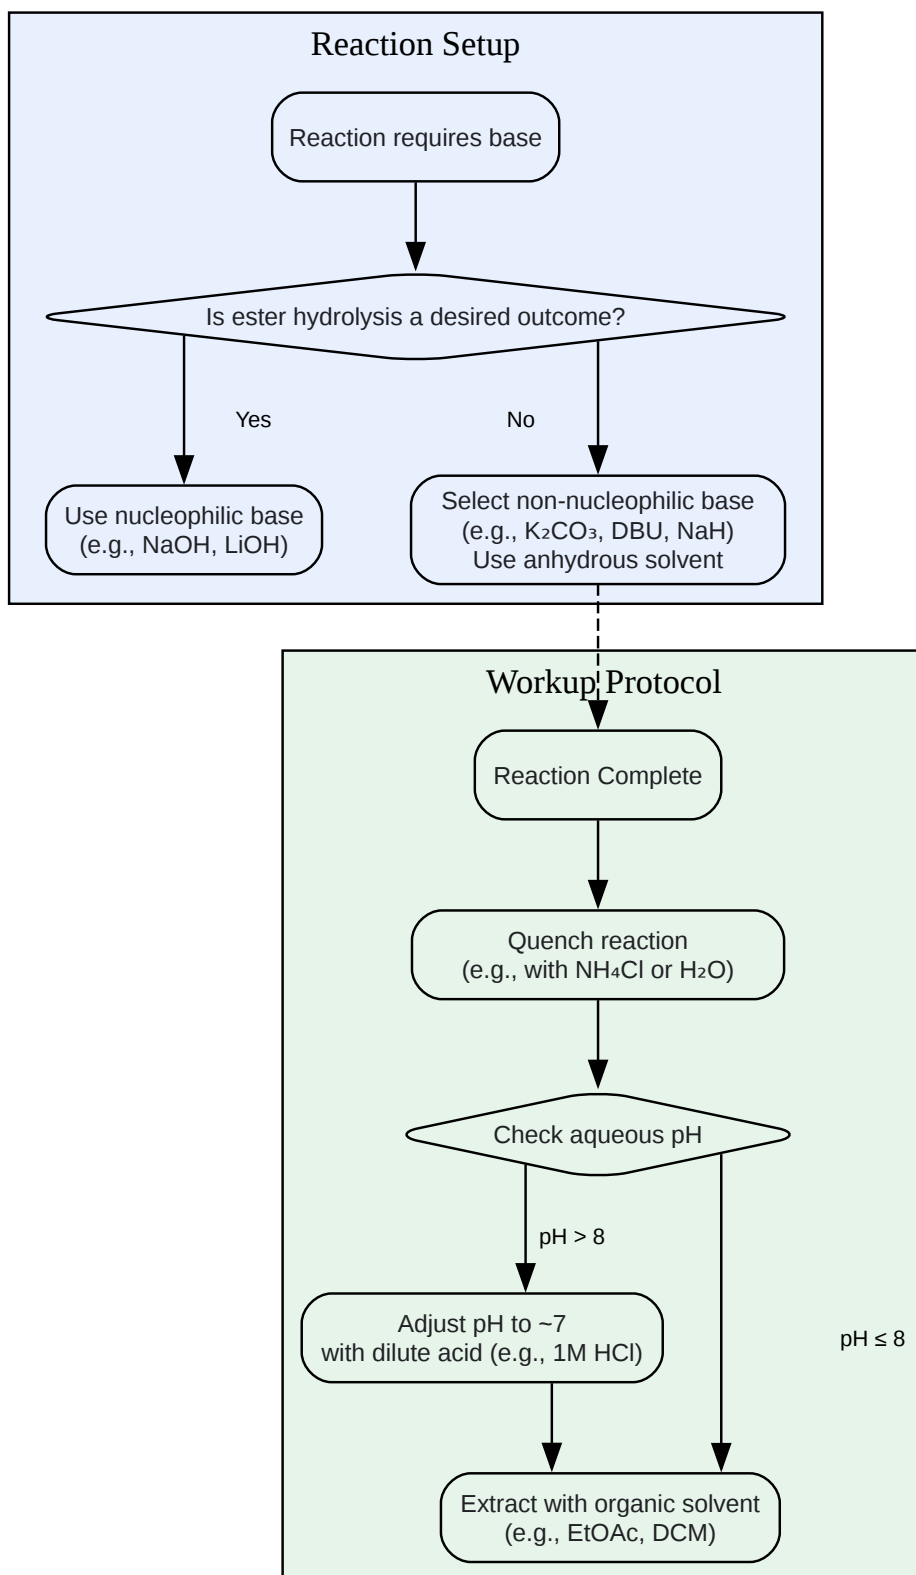 Reaction Setup
Reaction requires base
Is ester hydrolysis a desired outcome?
Yes
No
Use nucleophilic base
(e.g., NaOH, LiOH)
Select non-nucleophilic base
(e.g., K₂CO₃, DBU, NaH)
Use anhydrous solvent
Workup Protocol
Reaction Complete
Quench reaction
(e.g., with NH₄Cl or H₂O)
Check aqueous pH
pH > 8
Adjust pH to ~7
with dilute acid (e.g., 1M HCl)
pH ≤ 8
Extract with organic solvent
(e.g., EtOAc, DCM)